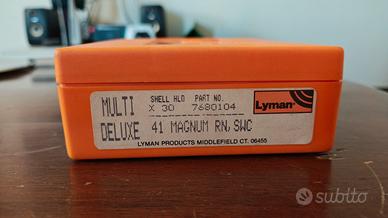 MULTI SHELL HLD PART NO.
X 30 7680104
DELUXE 41 MAGNUM RN, SWC
Lyman®
LYMAN PRODUCTS MIDDLEFIELD CT. 06455
subito